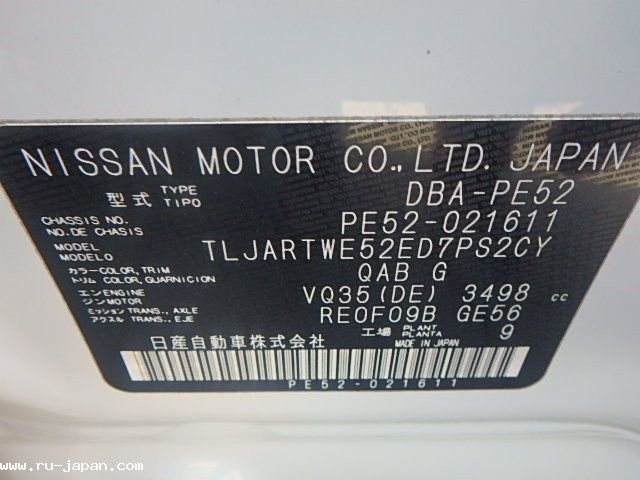 NISSAN MOTOR CO.,LTD. JAPAN
型式 TYPE TIPO DBA-PE52
CHASSIS NO. NO.DE CHASIS PE52-021611
MODEL MODELO TLJARTWE52ED7PS2CY
カラー COLOR, TRIM トリム COLOR, GUARNICION QAB G
エンジン ENGINE MOTOR VQ35(DE) 3498 cc
ミッション TRANS., AXLE アクスル TRANS., EJE RE0F09B GE56
工場 PLANT PLANTA 9
日産自動車株式会社 MADE IN JAPAN
PE52-021611
www.ru-japan.com